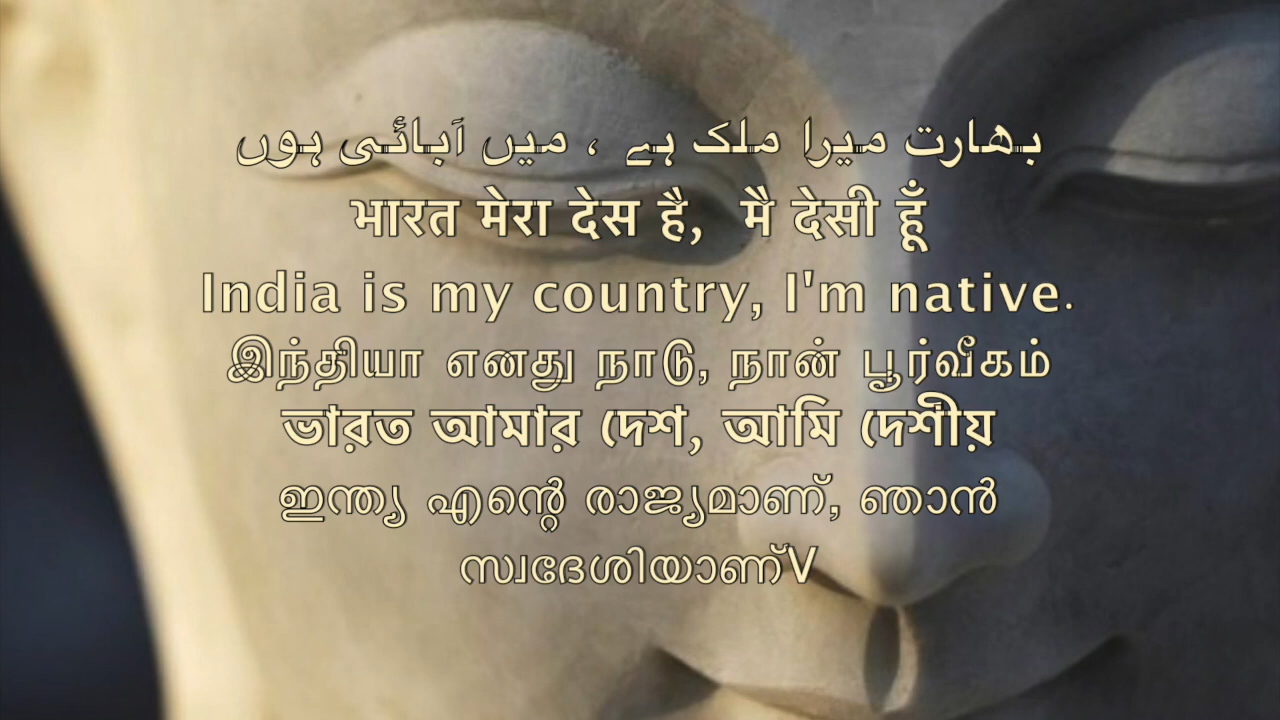 بھارت میرا ملک ہے ، میں آبائی ہوں
भारत मेरा देस है, मै देसी हूँ
India is my country, I'm native.
இந்தியா எனது நாடு, நான் பூர்வீகம்
ভারত আমার দেশ, আমি দেশীয়
ഇന്ത്യ എന്റെ രാജ്യമാണ്, ഞാൻ
സ്വദേശിയാണ്V